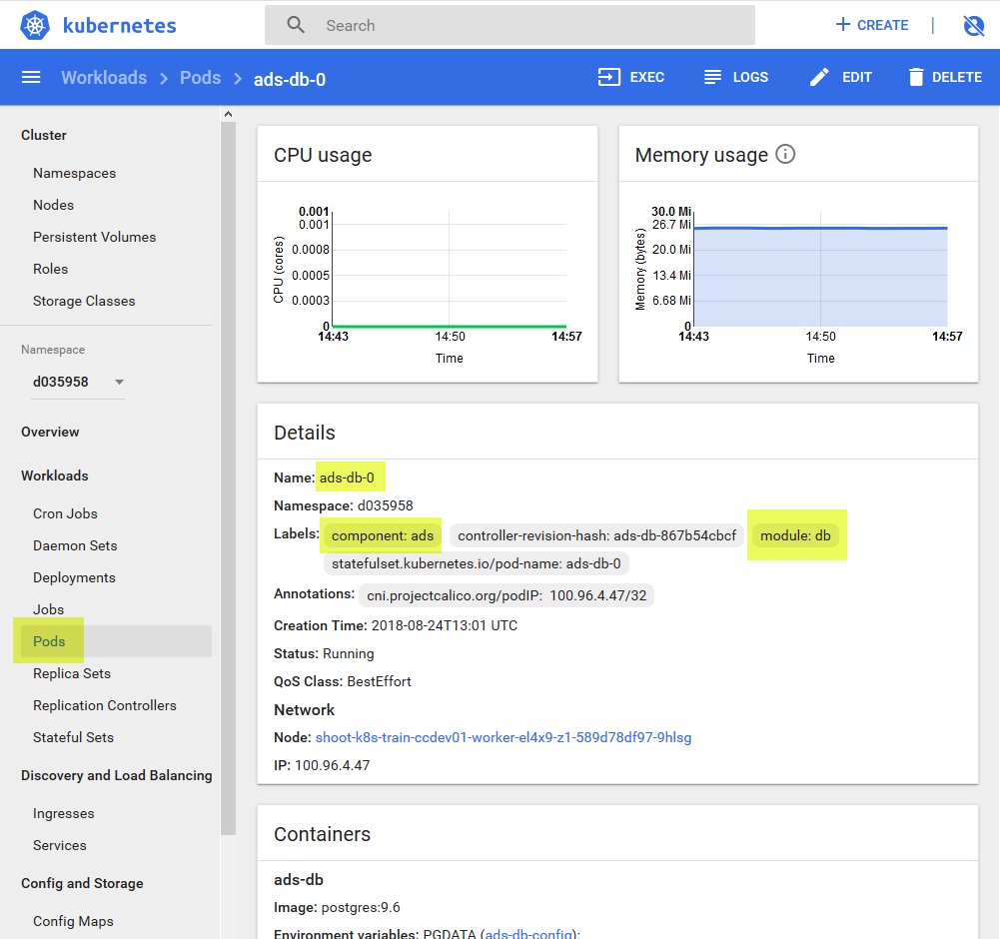 kubernetes
Search
CREATE
Workloads > Pods > ads-db-0
EXEC
LOGS
EDIT
DELETE
Cluster
Namespaces
Nodes
Persistent Volumes
Roles
Storage Classes
Namespace
d035958
Overview
Workloads
Cron Jobs
Daemon Sets
Deployments
Jobs
Pods
Replica Sets
Replication Controllers
Stateful Sets
Discovery and Load Balancing
Ingresses
Services
Config and Storage
Config Maps
CPU usage
CPU (cores)
0.001
0.001
0.0008
0.0005
0.0003
0
14:43 14:50 14:57
Time
Memory usage
Memory (bytes)
30.0 Mi
26.7 Mi
20.0 Mi
13.4 Mi
6.68 Mi
0
14:43 14:50 14:57
Time
Details
Name: ads-db-0
Namespace: d035958
Labels: component: ads controller-revision-hash: ads-db-867b54cbcf module: db
statefulset.kubernetes.io/pod-name: ads-db-0
Annotations: cni.projectcalico.org/podIP: 100.96.4.47/32
Creation Time: 2018-08-24T13:01 UTC
Status: Running
QoS Class: BestEffort
Network
Node: shoot-k8s-train-ccdev01-worker-el4x9-z1-589d78df97-9hlsg
IP: 100.96.4.47
Containers
ads-db
Image: postgres:9.6
Environment variables: PGDATA (ads-db-config):